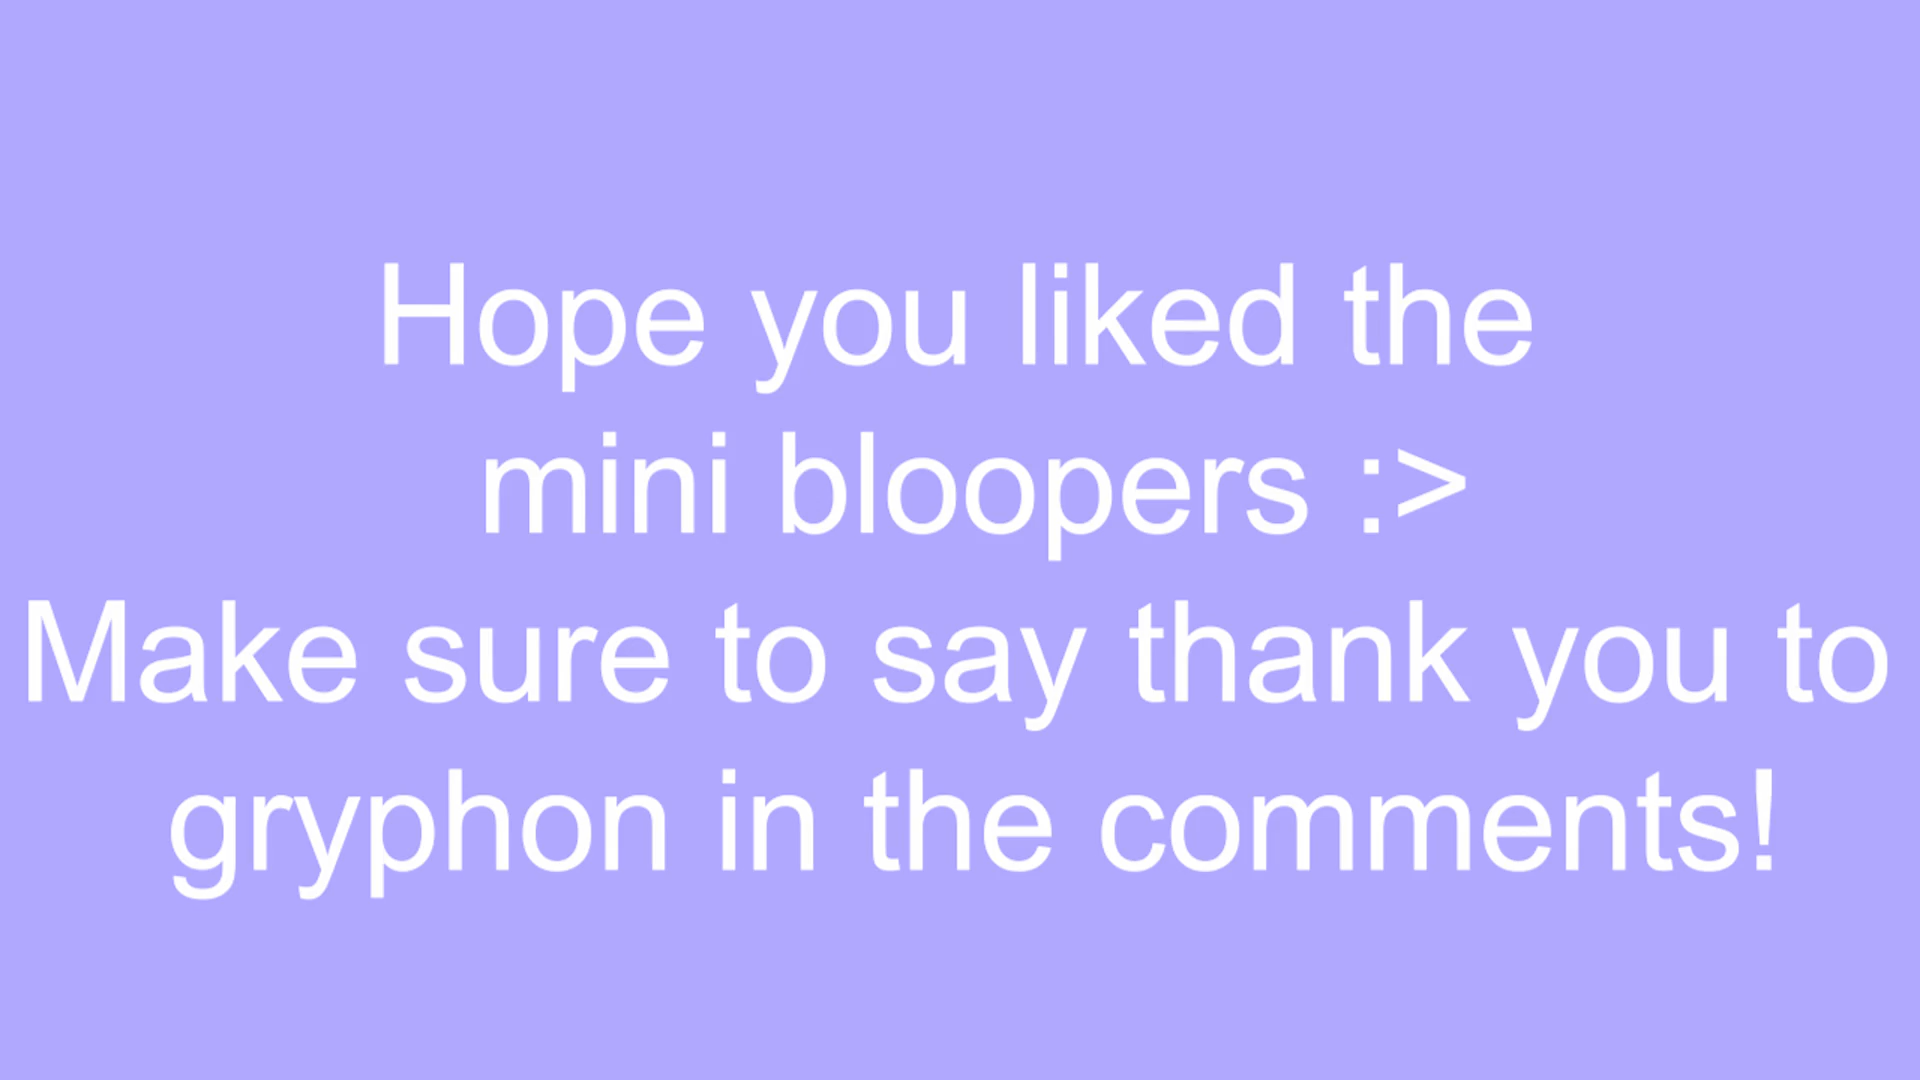 Hope you liked the
mini bloopers :>
Make sure to say thank you to
gryphon in the comments!